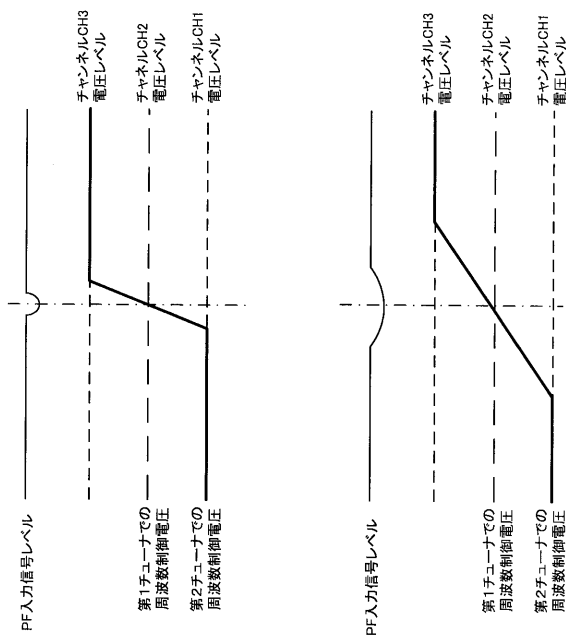 PF入力信号レベル
第1チューナでの
周波数制御電圧
第2チューナでの
周波数制御電圧
チャンネルCH3
電圧レベル
チャンネルCH2
電圧レベル
チャンネルCH1
電圧レベル
PF入力信号レベル
第1チューナでの
周波数制御電圧
第2チューナでの
周波数制御電圧
チャンネルCH3
電圧レベル
チャンネルCH2
電圧レベル
チャンネルCH1
電圧レベル